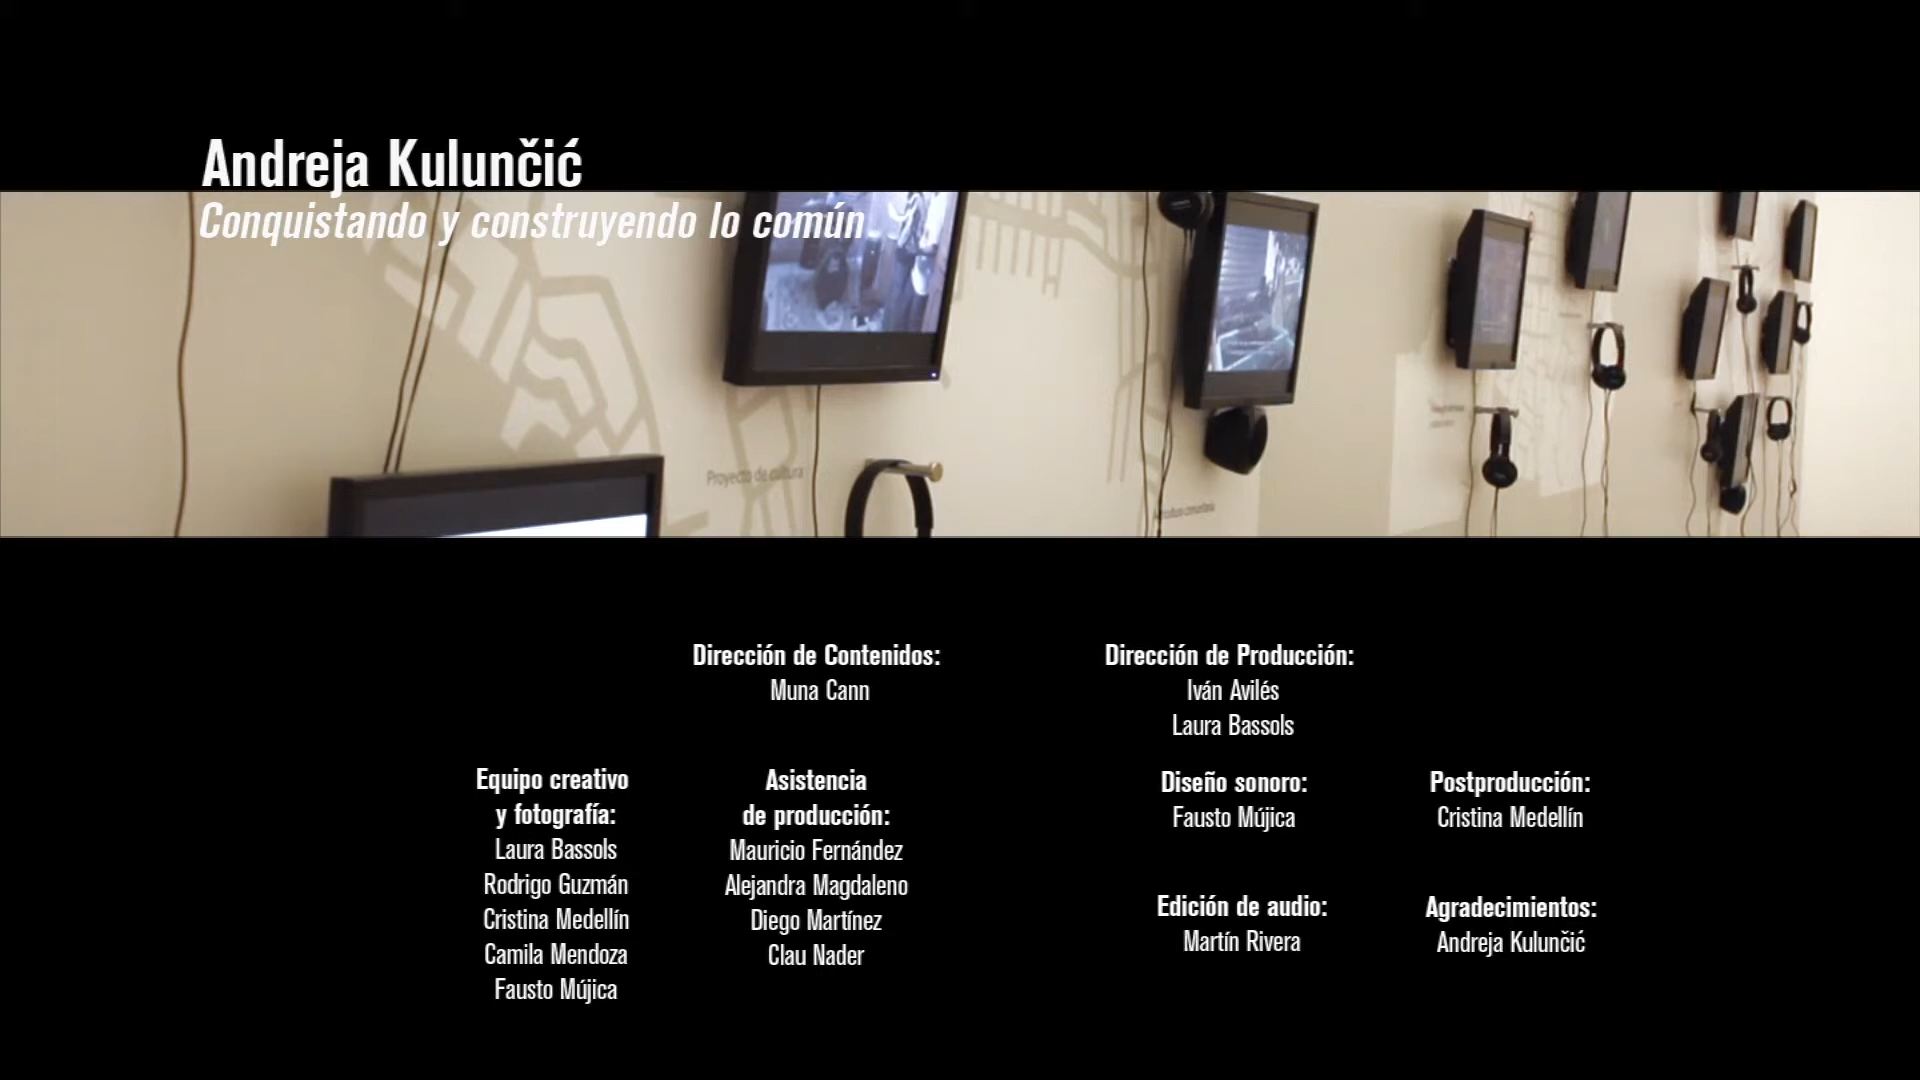 Andreja Kulunčić
Conquistando y construyendo lo común
Proyecto de cultura
Dirección de Contenidos:
Muna Cann
Dirección de Producción:
Iván Avilés
Laura Bassols
Equipo creativo
y fotografía:
Laura Bassols
Rodrigo Guzmán
Cristina Medellín
Camila Mendoza
Fausto Mújica
Asistencia
de producción:
Mauricio Fernández
Alejandra Magdaleno
Diego Martínez
Clau Nader
Diseño sonoro:
Fausto Mújica
Postproducción:
Cristina Medellín
Edición de audio:
Martín Rivera
Agradecimientos:
Andreja Kulunčić